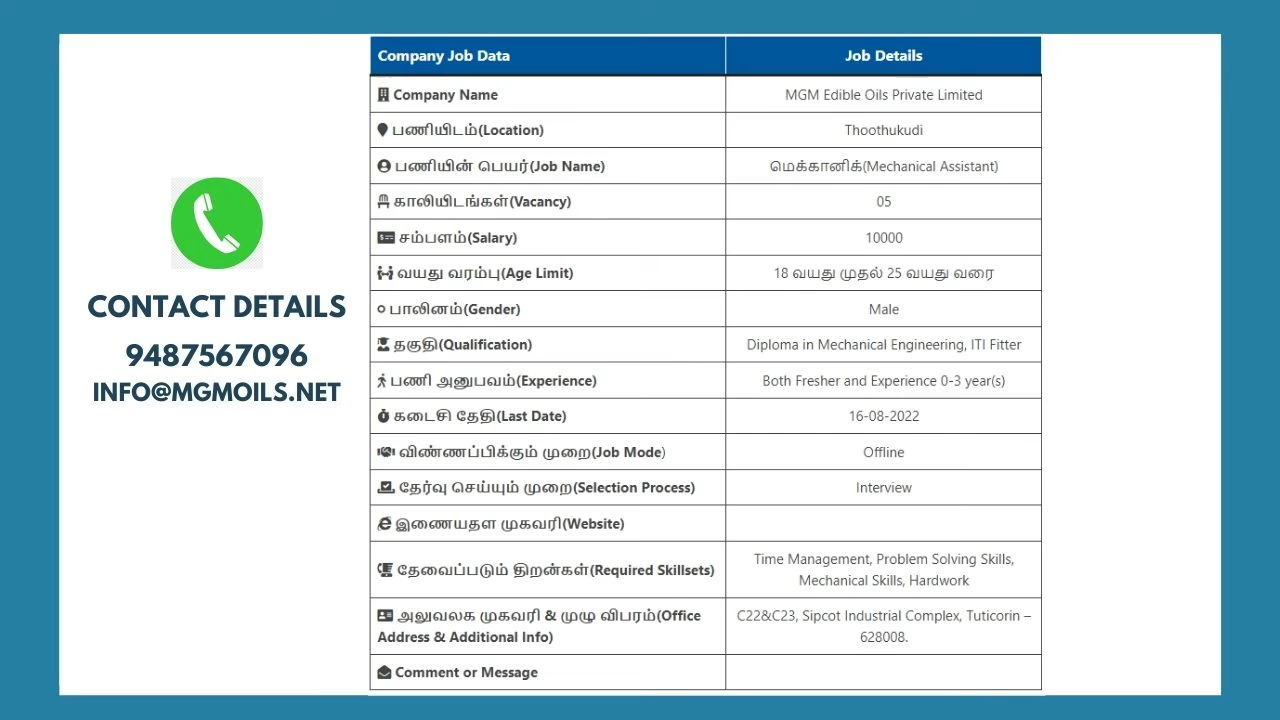 CONTACT DETAILS
9487567096
INFO@MGMOILS.NET
Company Job Data Job Details
Company Name MGM Edible Oils Private Limited
பணியிடம்(Location) Thoothukudi
பணியின் பெயர்(Job Name) மெக்கானிக்(Mechanical Assistant)
காலியிடங்கள்(Vacancy) 05
சம்பளம்(Salary) 10000
வயது வரம்பு(Age Limit) 18 வயது முதல் 25 வயது வரை
பாலினம்(Gender) Male
தகுதி(Qualification) Diploma in Mechanical Engineering, ITI Fitter
பணி அனுபவம்(Experience) Both Fresher and Experience 0-3 year(s)
கடைசி தேதி(Last Date) 16-08-2022
விண்ணப்பிக்கும் முறை(Job Mode) Offline
தேர்வு செய்யும் முறை(Selection Process) Interview
இணையதள முகவரி(Website)
தேவைப்படும் திறன்கள்(Required Skillsets) Time Management, Problem Solving Skills,
Mechanical Skills, Hardwork
அலுவலக முகவரி & முழு விபரம்(Office C22&C23, Sipcot Industrial Complex, Tuticorin –
Address & Additional Info) 628008.
Comment or Message